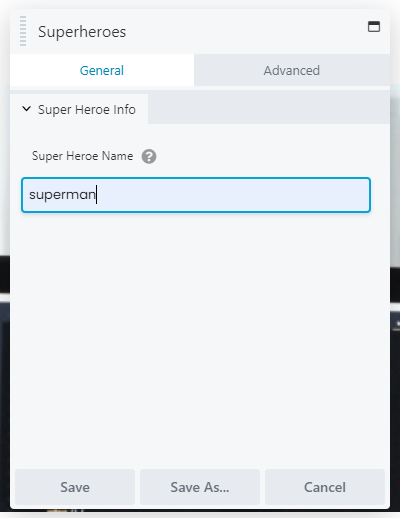 Superheroes
General Advanced
Super Heroe Info
Super Heroe Name ?
superman
Save Save As... Cancel